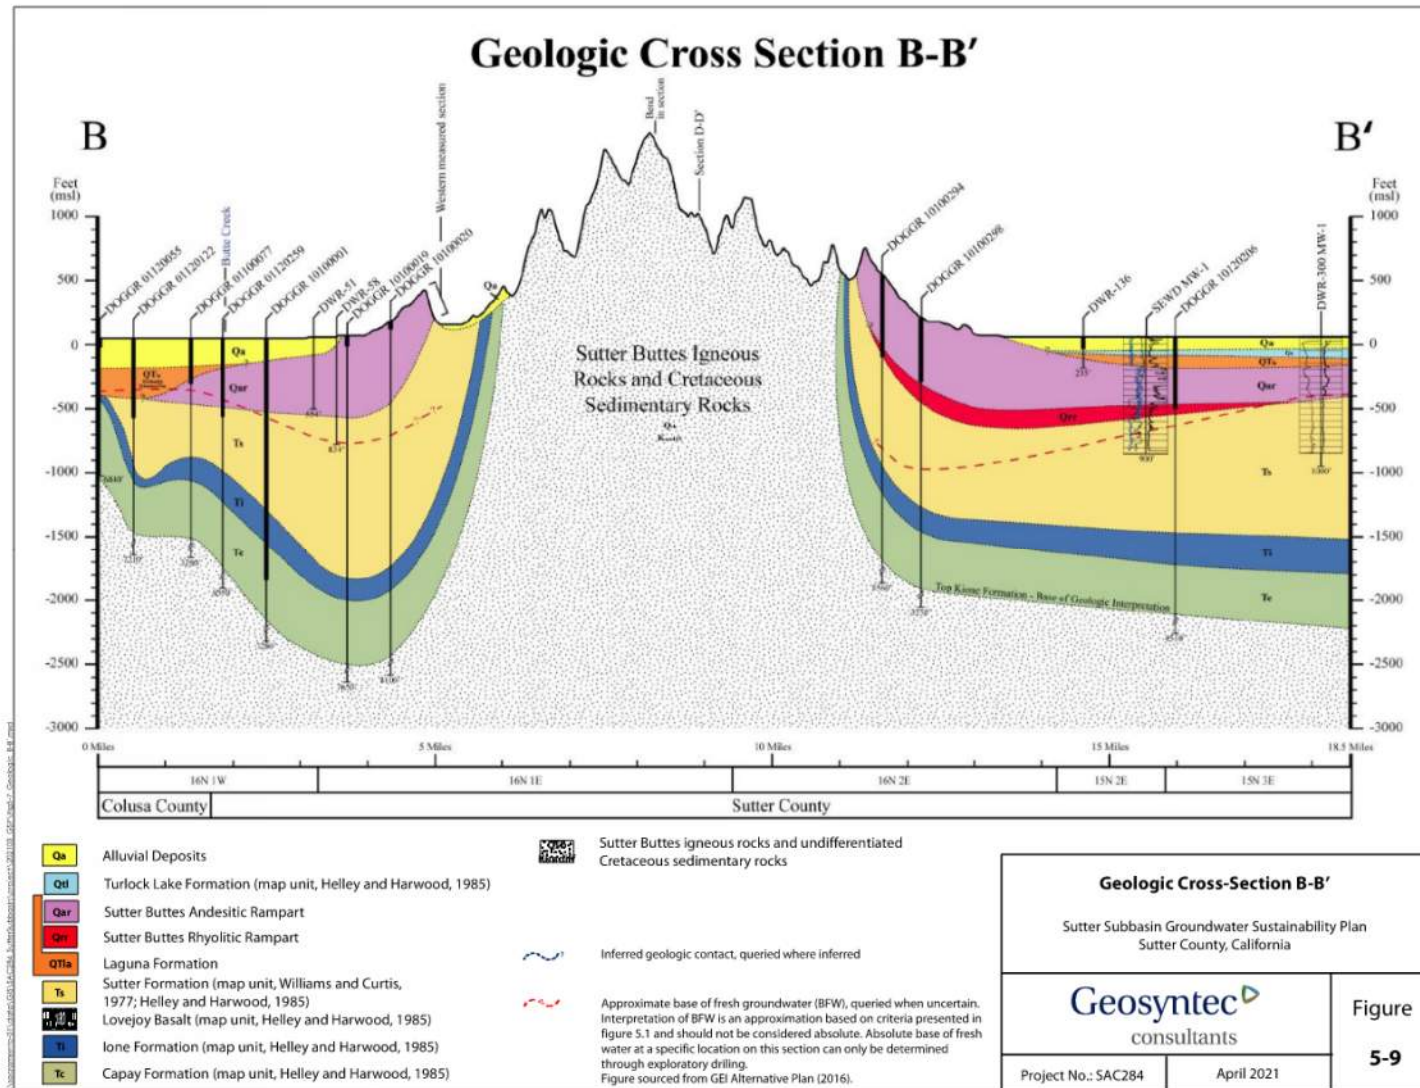 Geologic Cross Section B-B'
B
B'
Feet
(msl)
Feet
(msl)
1000
500
0
-500
-1000
-1500
-2000
-2500
-3000
1000
500
0
-500
-1000
-1500
-2000
-2500
-3000
DOGGR 01120055
DOGGR 01120122
DOGGR 01100077
Butte Creek
DOGGR 01120259
DOGGR 10100001
DWR-51
DWR-58
DOGGR 10100019
DOGGR 10100020
Western measured section
Bend
in section
Section D-D'
DOGGR 10100294
DOGGR 10100298
DWR-136
SEWD MW-1
DOGGR 10120206
DWR-300 MW-1
Qa
Qa
Qa
Qar
Qar
Qrr
Ts
Ts
Ti
Ti
Tc
Tc
900'
Sutter Buttes Igneous
Rocks and Cretaceous
Sedimentary Rocks
Top Kione Formation - Base of Geologic Interpretation
0 Miles
5 Miles
10 Miles
15 Miles
18.5 Miles
16N 1W
16N 1E
16N 2E
15N 2E
15N 3E
Colusa County
Sutter County
Qa Alluvial Deposits
Qtl Turlock Lake Formation (map unit, Helley and Harwood, 1985)
Qar Sutter Buttes Andesitic Rampart
Qrr Sutter Buttes Rhyolitic Rampart
QTla Laguna Formation
Ts Sutter Formation (map unit, Williams and Curtis,
1977; Helley and Harwood, 1985)
Lovejoy Basalt (map unit, Helley and Harwood, 1985)
Ti Ione Formation (map unit, Helley and Harwood, 1985)
Tc Capay Formation (map unit, Helley and Harwood, 1985)
Sutter Buttes igneous rocks and undifferentiated
Cretaceous sedimentary rocks
Inferred geologic contact, queried where inferred
Approximate base of fresh groundwater (BFW), queried when uncertain.
Interpretation of BFW is an approximation based on criteria presented in
figure 5.1 and should not be considered absolute. Absolute base of fresh
water at a specific location on this section can only be determined
through exploratory drilling.
Figure sourced from GEI Alternative Plan (2016).
Geologic Cross-Section B-B'
Sutter Subbasin Groundwater Sustainability Plan
Sutter County, California
Geosyntec
consultants
Figure
5-9
Project No.: SAC284
April 2021